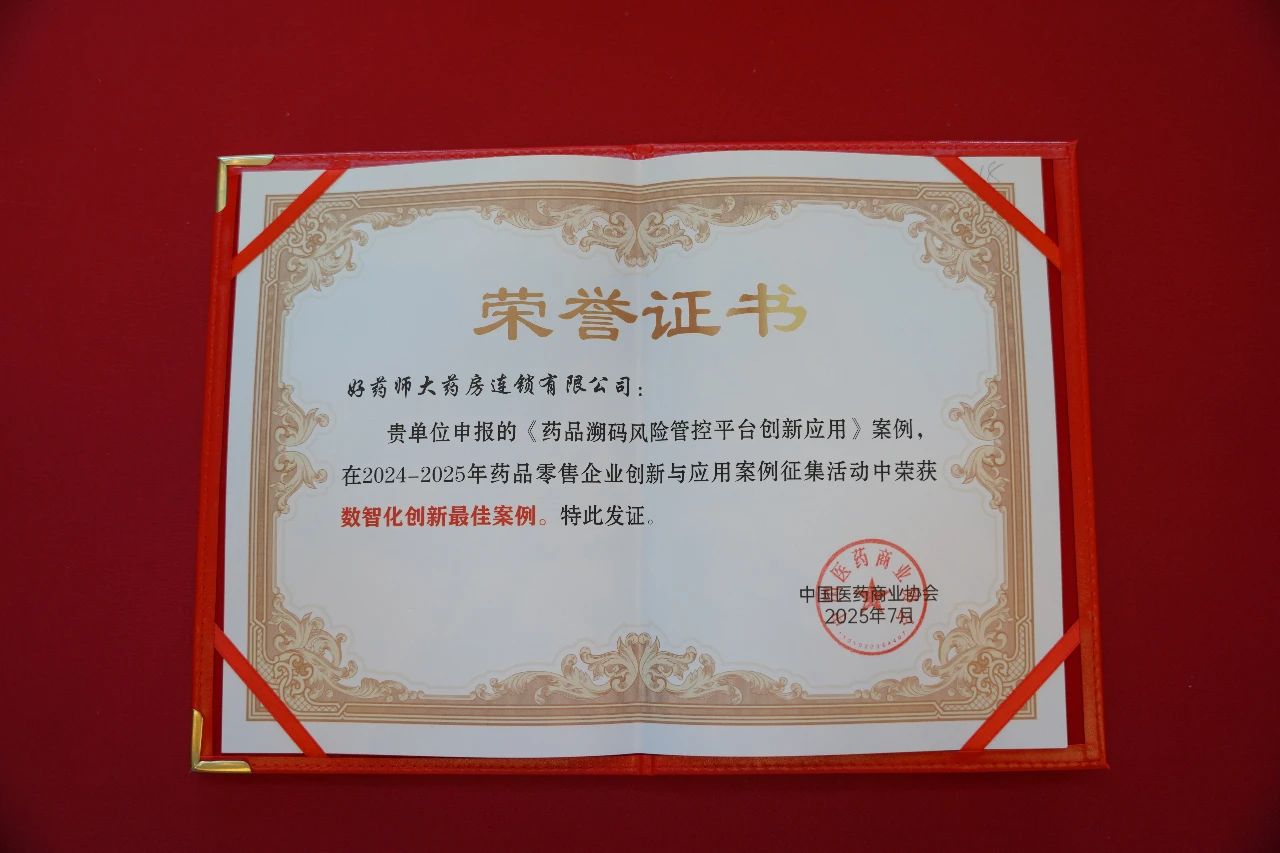 荣誉证书
好药师大药房连锁有限公司：
贵单位申报的《药品溯码风险管控平台创新应用》案例，
在2024-2025年药品零售企业创新与应用案例征集活动中荣获
数智化创新最佳案例。特此发证。
中国医药商业协会
2025年7月
18